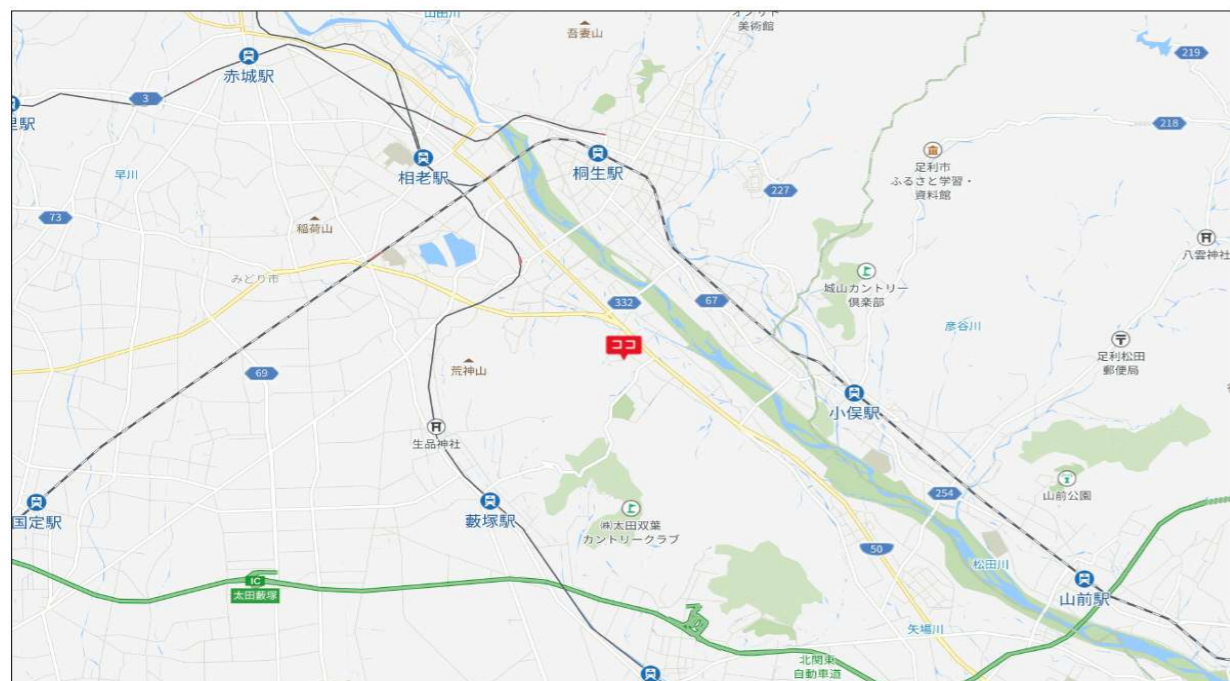 山田川
吾妻山
美術館
219
赤城駅
3
218
足利市
ふるさと学習・
資料館
相老駅
桐生駅
早川
227
73
稲荷山
八雲神社
みどり市
城山カントリー
倶楽部
332
67
彦谷川
ココ
足利松田
郵便局
69
荒神山
小俣駅
生品神社
254
山前公園
国定駅
藪塚駅
㈱太田双葉
カントリークラブ
50
松田川
IC
太田藪塚
山前駅
矢場川
北関東
自動車道